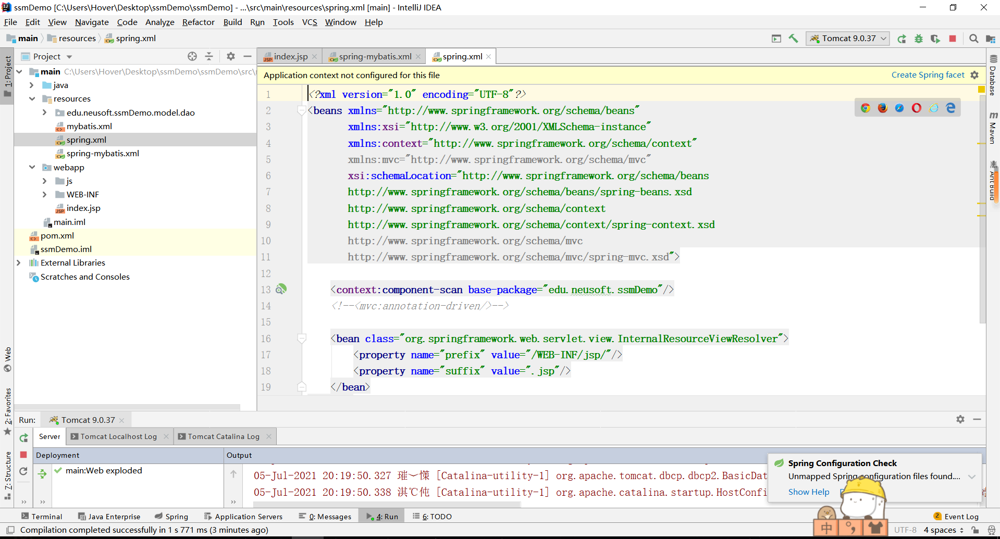 ssmDemo [C:\Users\Hover\Desktop\ssmDemo\ssmDemo] - ...\src\main\resources\spring.xml [main] - IntelliJ IDEA
File Edit View Navigate Code Analyze Refactor Build Run Tools VCS Window Help
main resources spring.xml Tomcat 9.0.37
1: Project
Project
main C:\Users\Hover\Desktop\ssmDemo\ssmDemo\src\
java
resources
edu.neusoft.ssmDemo.model.dao
mybatis.xml
spring.xml
spring-mybatis.xml
webapp
js
WEB-INF
index.jsp
main.iml
pom.xml
ssmDemo.iml
External Libraries
Scratches and Consoles
Web
2: Favorites
7: Structure
index.jsp spring-mybatis.xml spring.xml
Application context not configured for this file Create Spring facet
1 <?xml version="1.0" encoding="UTF-8"?>
2 <beans xmlns="http://www.springframework.org/schema/beans"
3 xmlns:xsi="http://www.w3.org/2001/XMLSchema-instance"
4 xmlns:context="http://www.springframework.org/schema/context"
5 xmlns:mvc="http://www.springframework.org/schema/mvc"
6 xsi:schemaLocation="http://www.springframework.org/schema/beans
7 http://www.springframework.org/schema/beans/spring-beans.xsd
8 http://www.springframework.org/schema/context
9 http://www.springframework.org/schema/context/spring-context.xsd
10 http://www.springframework.org/schema/mvc
11 http://www.springframework.org/schema/mvc/spring-mvc.xsd">
12
13 <context:component-scan base-package="edu.neusoft.ssmDemo"/>
14 <!--<mvc:annotation-driven/>-->
15
16 <bean class="org.springframework.web.servlet.view.InternalResourceViewResolver">
17 <property name="prefix" value="/WEB-INF/jsp/"/>
18 <property name="suffix" value=".jsp"/>
19 </bean>
Database
Maven
Ant Build
Run: Tomcat 9.0.37
Server Tomcat Localhost Log Tomcat Catalina Log
Deployment Output
main:Web exploded
05-Jul-2021 20:19:50.327 [Catalina-utility-1] org.apache.tomcat.dbcp.dbcp2.BasicDat
05-Jul-2021 20:19:50.338 [Catalina-utility-1] org.apache.catalina.startup.HostConfi
Spring Configuration Check
Unmapped Spring configuration files found....
Show Help
中
Terminal Java Enterprise Spring Application Servers 0: Messages 4: Run 6: TODO 2 Event Log
Compilation completed successfully in 1 s 771 ms (3 minutes ago) UTF-8 4 spaces